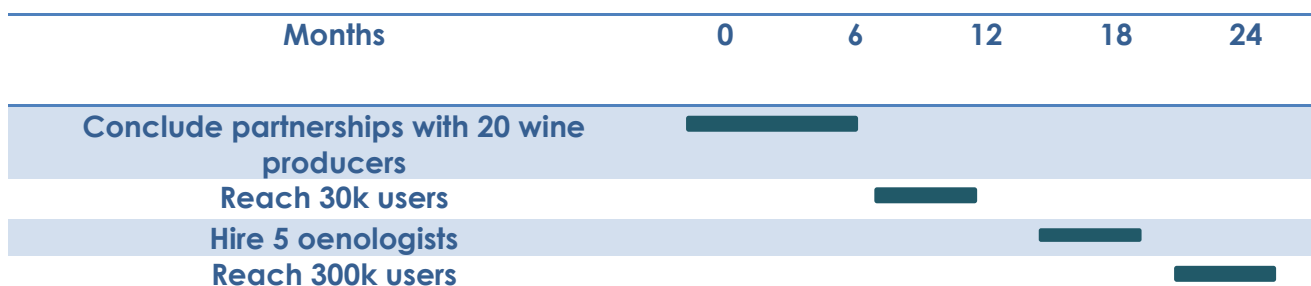 Months 0 6 12 18 24
Conclude partnerships with 20 wine
producers
Reach 30k users
Hire 5 oenologists
Reach 300k users